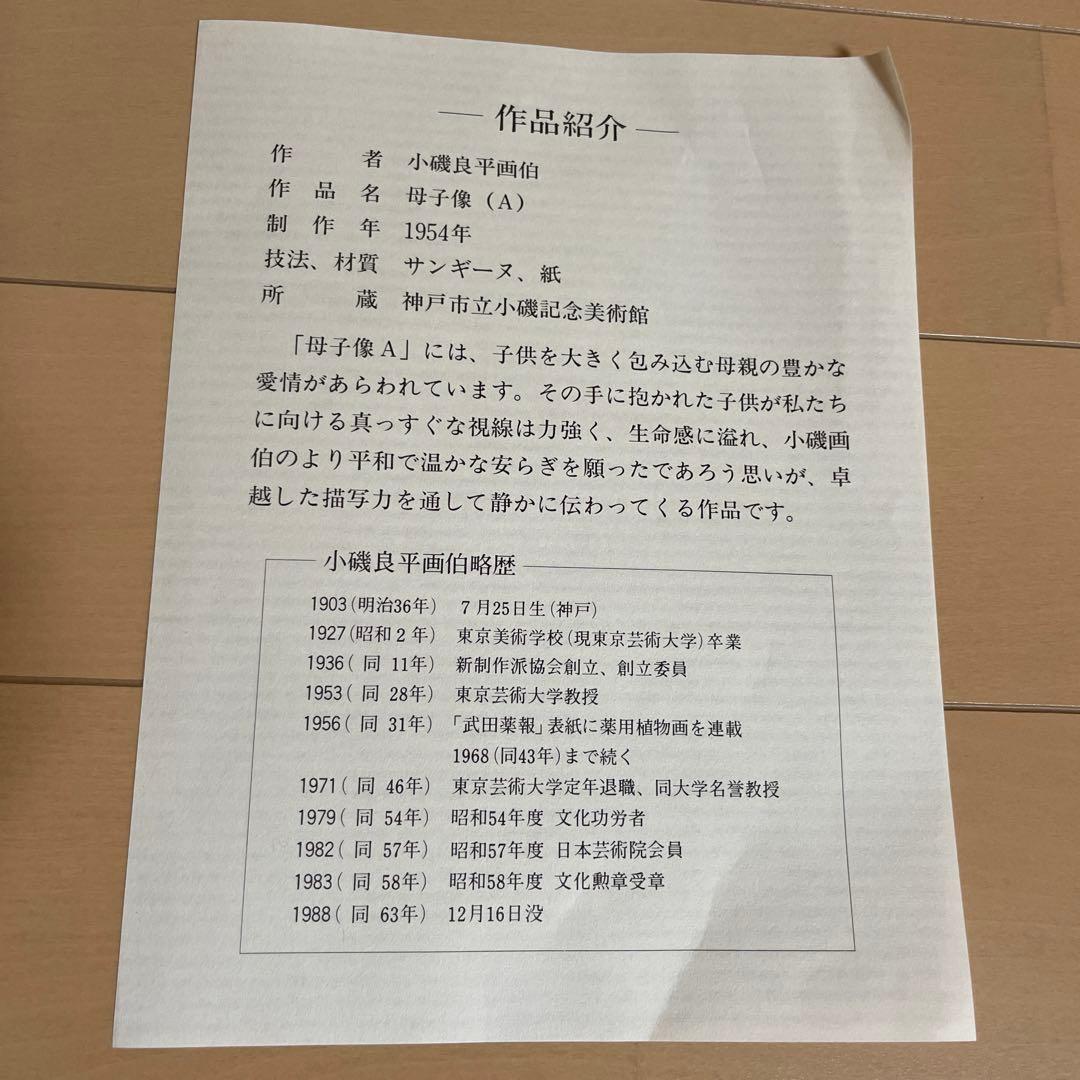 ― 作品紹介 ―
作者 小磯良平画伯
作品名 母子像（A）
制作年 1954年
技法、材質 サンギーヌ、紙
所蔵 神戸市立小磯記念美術館
「母子像A」には、子供を大きく包み込む母親の豊かな
愛情があらわれています。その手に抱かれた子供が私たち
に向ける真っすぐな視線は力強く、生命感に溢れ、小磯画
伯のより平和で温かな安らぎを願ったであろう思いが、卓
越した描写力を通して静かに伝わってくる作品です。
小磯良平画伯略歴
1903(明治36年) 7月25日生(神戸)
1927(昭和2年) 東京美術学校(現東京芸術大学)卒業
1936(同 11年) 新制作派協会創立、創立委員
1953(同 28年) 東京芸術大学教授
1956(同 31年) 「武田薬報」表紙に薬用植物画を連載
1968(同43年)まで続く
1971(同 46年) 東京芸術大学定年退職、同大学名誉教授
1979(同 54年) 昭和54年度 文化功労者
1982(同 57年) 昭和57年度 日本芸術院会員
1983(同 58年) 昭和58年度 文化勲章受章
1988(同 63年) 12月16日没